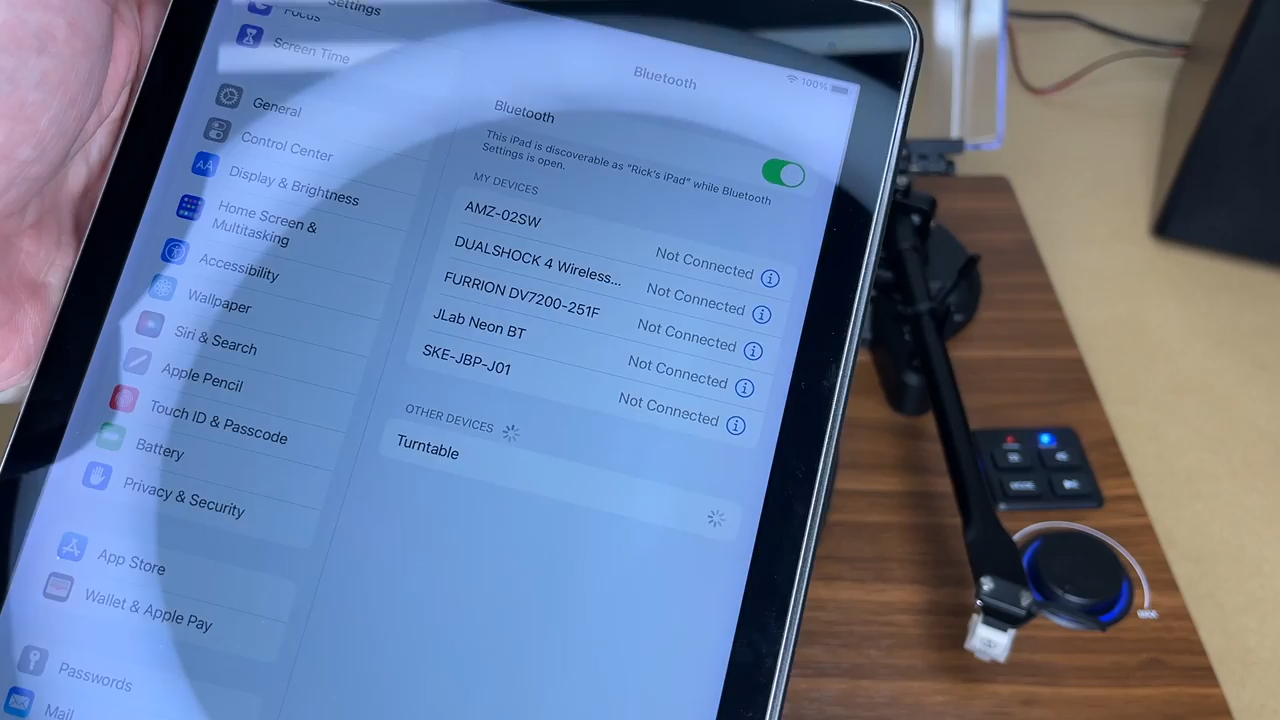 Settings
Focus
Screen Time
General
Control Center
Display & Brightness
Home Screen &
Multitasking
Accessibility
Wallpaper
Siri & Search
Apple Pencil
Touch ID & Passcode
Battery
Privacy & Security
App Store
Wallet & Apple Pay
Passwords
Mail
100%
Bluetooth
Bluetooth
This iPad is discoverable as "Rick's iPad" while Bluetooth
Settings is open.
MY DEVICES
AMZ-02SW
Not Connected
DUALSHOCK 4 Wireless...
Not Connected
FURRION DV7200-251F
Not Connected
JLab Neon BT
Not Connected
SKE-JBP-J01
Not Connected
OTHER DEVICES
Turntable
MODE